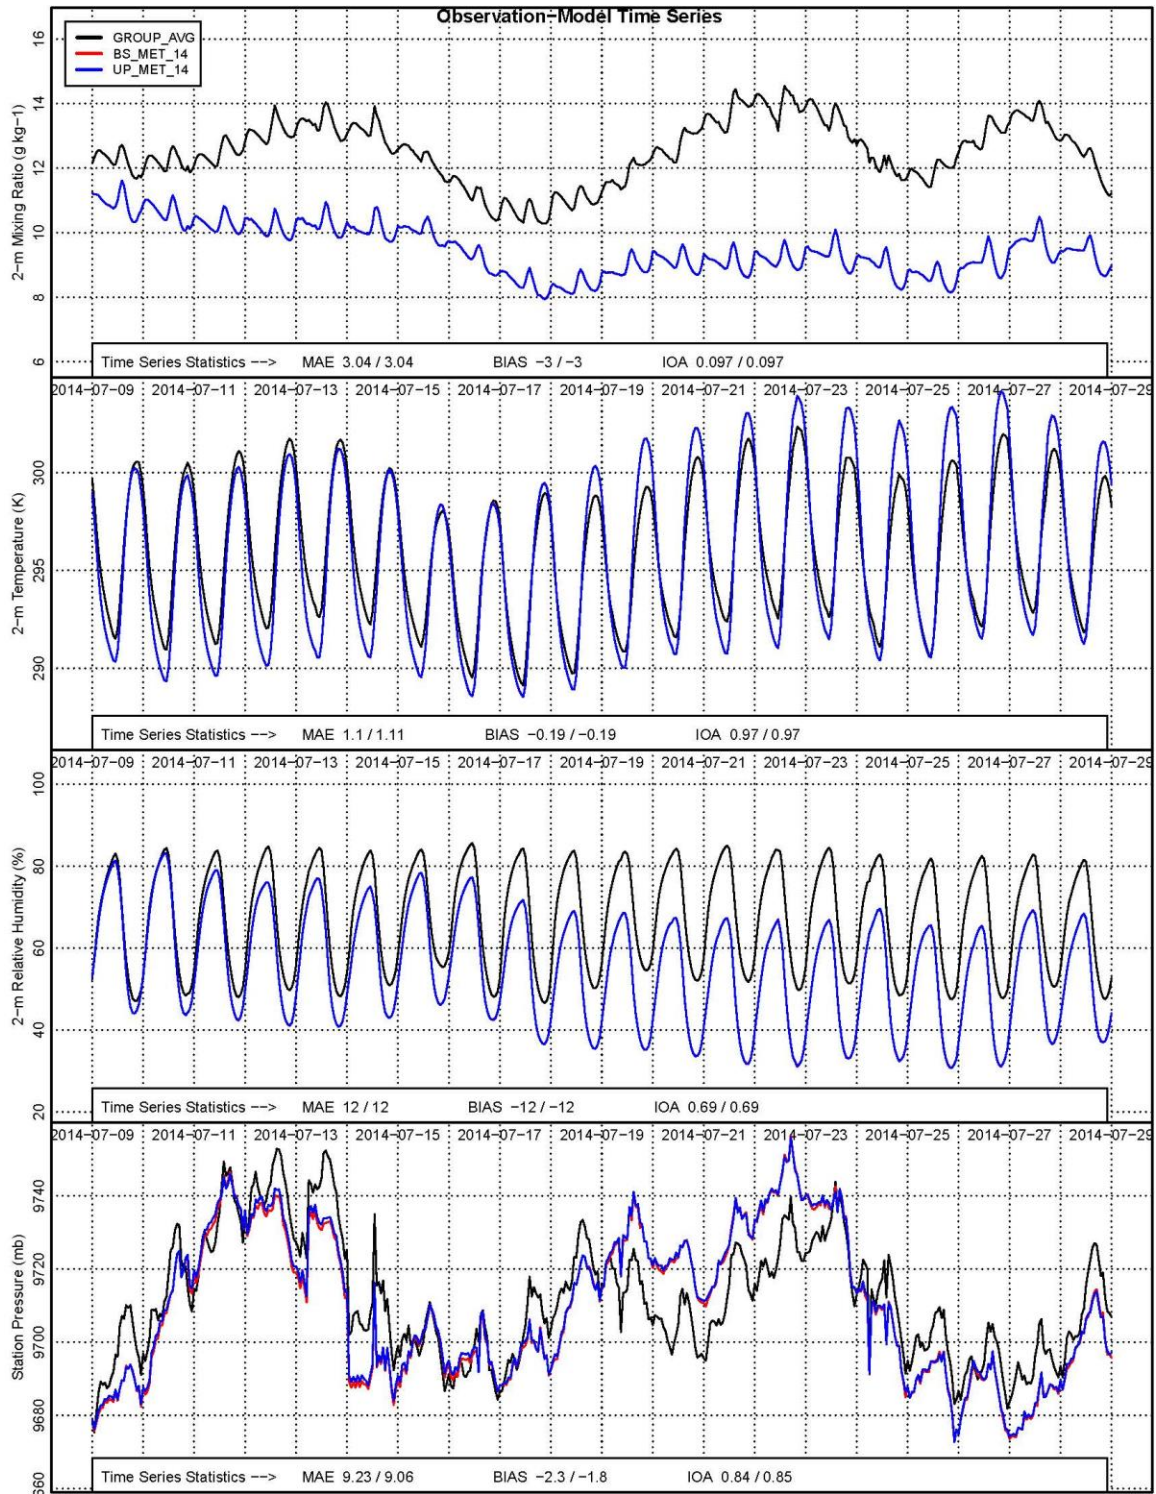 Observation−Model Time Series
GROUP_AVG
BS_MET_14
UP_MET_14
2−m Mixing Ratio (g kg−1)
16
14
12
10
8
6
Time Series Statistics −−> MAE 3.04 / 3.04 BIAS −3 / −3 IOA 0.097 / 0.097
2014−07−09 2014−07−11 2014−07−13 2014−07−15 2014−07−17 2014−07−19 2014−07−21 2014−07−23 2014−07−25 2014−07−27 2014−07−29
2−m Temperature (K)
300
295
290
Time Series Statistics −−> MAE 1.1 / 1.11 BIAS −0.19 / −0.19 IOA 0.97 / 0.97
2014−07−09 2014−07−11 2014−07−13 2014−07−15 2014−07−17 2014−07−19 2014−07−21 2014−07−23 2014−07−25 2014−07−27 2014−07−29
2−m Relative Humidity (%)
100
80
60
40
20
Time Series Statistics −−> MAE 12 / 12 BIAS −12 / −12 IOA 0.69 / 0.69
2014−07−09 2014−07−11 2014−07−13 2014−07−15 2014−07−17 2014−07−19 2014−07−21 2014−07−23 2014−07−25 2014−07−27 2014−07−29
Station Pressure (mb)
9740
9720
9700
9680
660
Time Series Statistics −−> MAE 9.23 / 9.06 BIAS −2.3 / −1.8 IOA 0.84 / 0.85